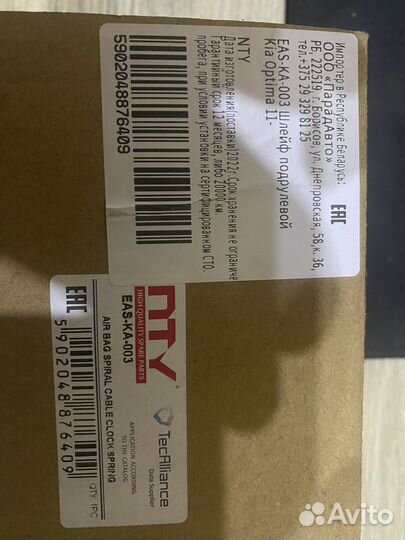 Импортер в Республике Беларусь:
ООО «ПарадАвто»
РБ, 222519, г. Борисов, ул. Днепровская, 58, к. 36,
тел.+375 29 329 81 25
EAC
EAS-KA-003 Шлейф подрулевой
Kia Optima 11-
NTY
Дата изготовления/поставки/2022г Срок хранения не ограниче
Гарантийный срок 12 месяцев, либо 20000 км.
пробега, при условии установки на сертифицированном СТО.
5902048876409
NTY
HIGH QUALITY SPARE PARTS
EAS-KA-003
AIR BAG SPIRAL CABLE CLOCK SPRING
EAC
5902048876409
QTY: 1PC
APPLICATION ACCORDING
TO THE CATALOG
TecAlliance
Data Supplier
Avito